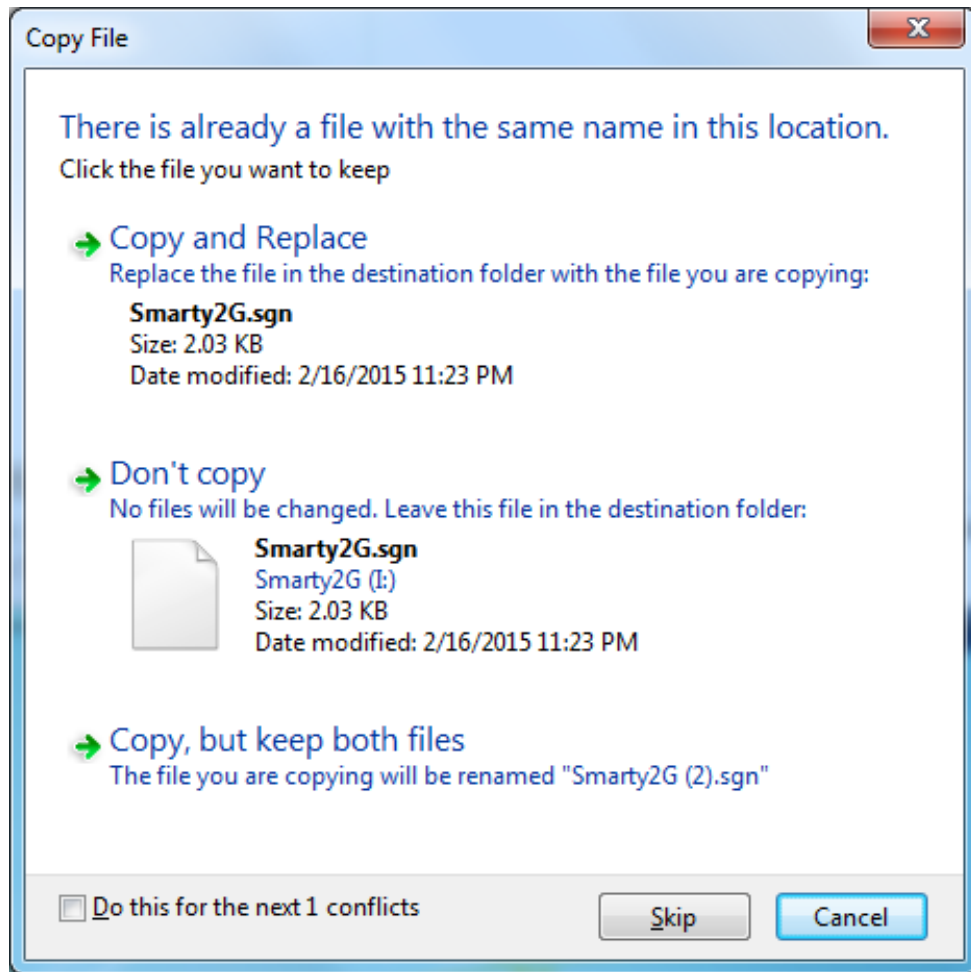 Copy File
There is already a file with the same name in this location.
Click the file you want to keep
Copy and Replace
Replace the file in the destination folder with the file you are copying:
Smarty2G.sgn
Size: 2.03 KB
Date modified: 2/16/2015 11:23 PM
Don't copy
No files will be changed. Leave this file in the destination folder:
Smarty2G.sgn
Smarty2G (I:)
Size: 2.03 KB
Date modified: 2/16/2015 11:23 PM
Copy, but keep both files
The file you are copying will be renamed "Smarty2G (2).sgn"
Do this for the next 1 conflicts
Skip
Cancel